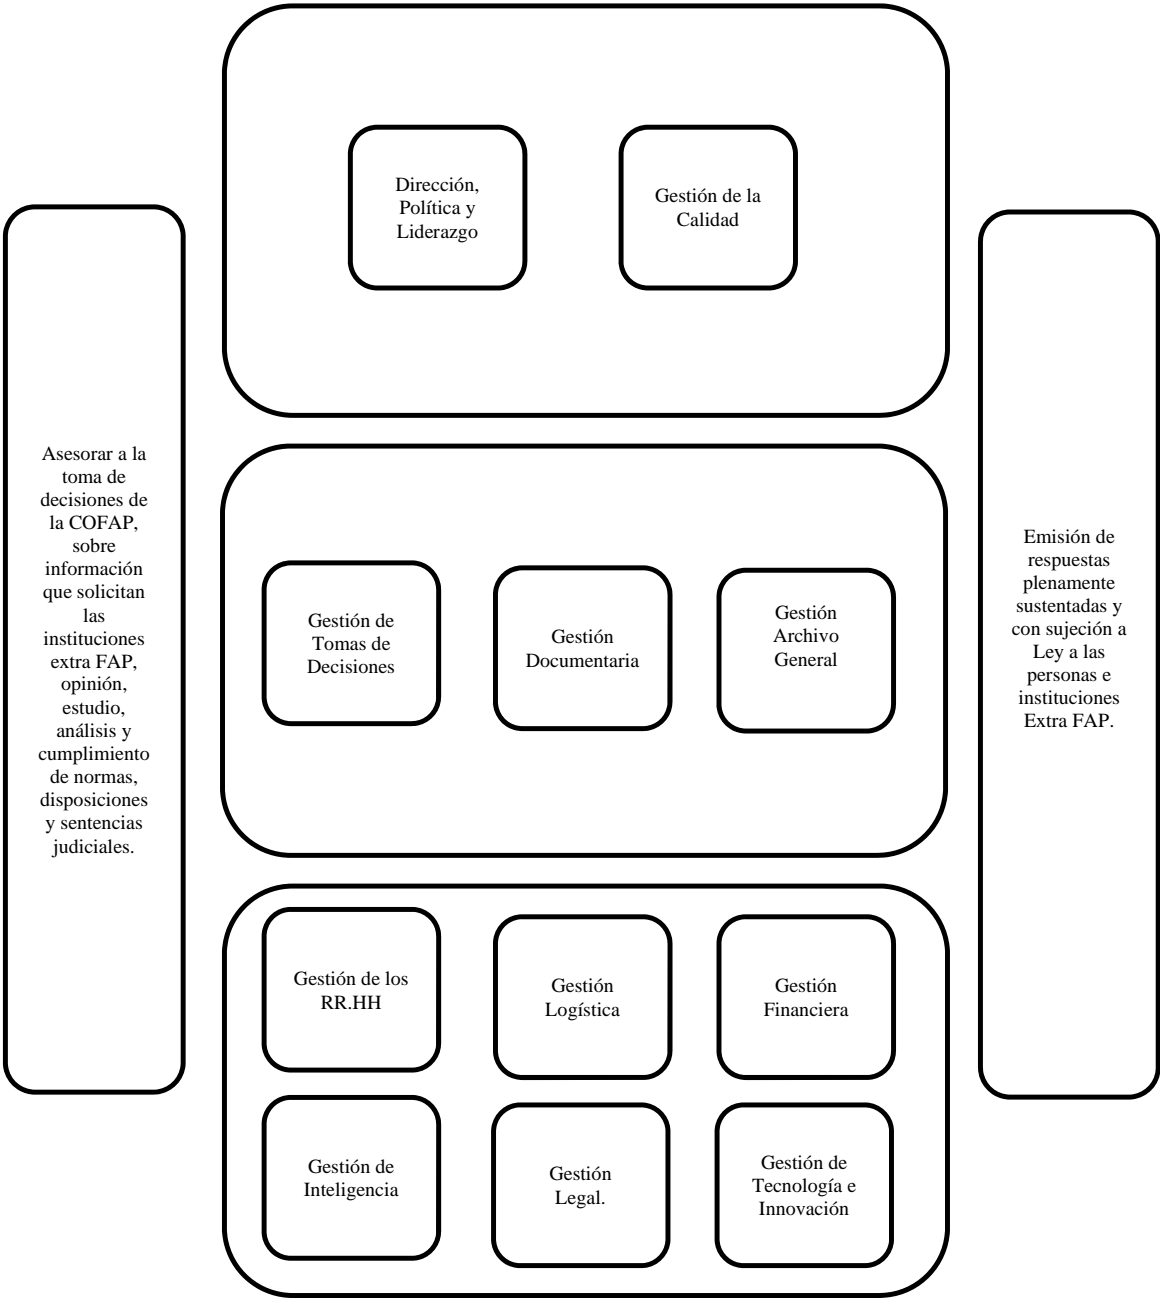 Dirección,
Política y
Liderazgo
Gestión de la
Calidad
Asesorar a la
toma de
decisiones de
la COFAP,
sobre
información
que solicitan
las
instituciones
extra FAP,
opinión,
estudio,
análisis y
cumplimiento
de normas,
disposiciones
y sentencias
judiciales.
Gestión de
Tomas de
Decisiones
Gestión
Documentaria
Gestión
Archivo
General
Emisión de
respuestas
plenamente
sustentadas y
con sujeción a
Ley a las
personas e
instituciones
Extra FAP.
Gestión de los
RR.HH
Gestión
Logística
Gestión
Financiera
Gestión de
Inteligencia
Gestión
Legal.
Gestión de
Tecnología e
Innovación